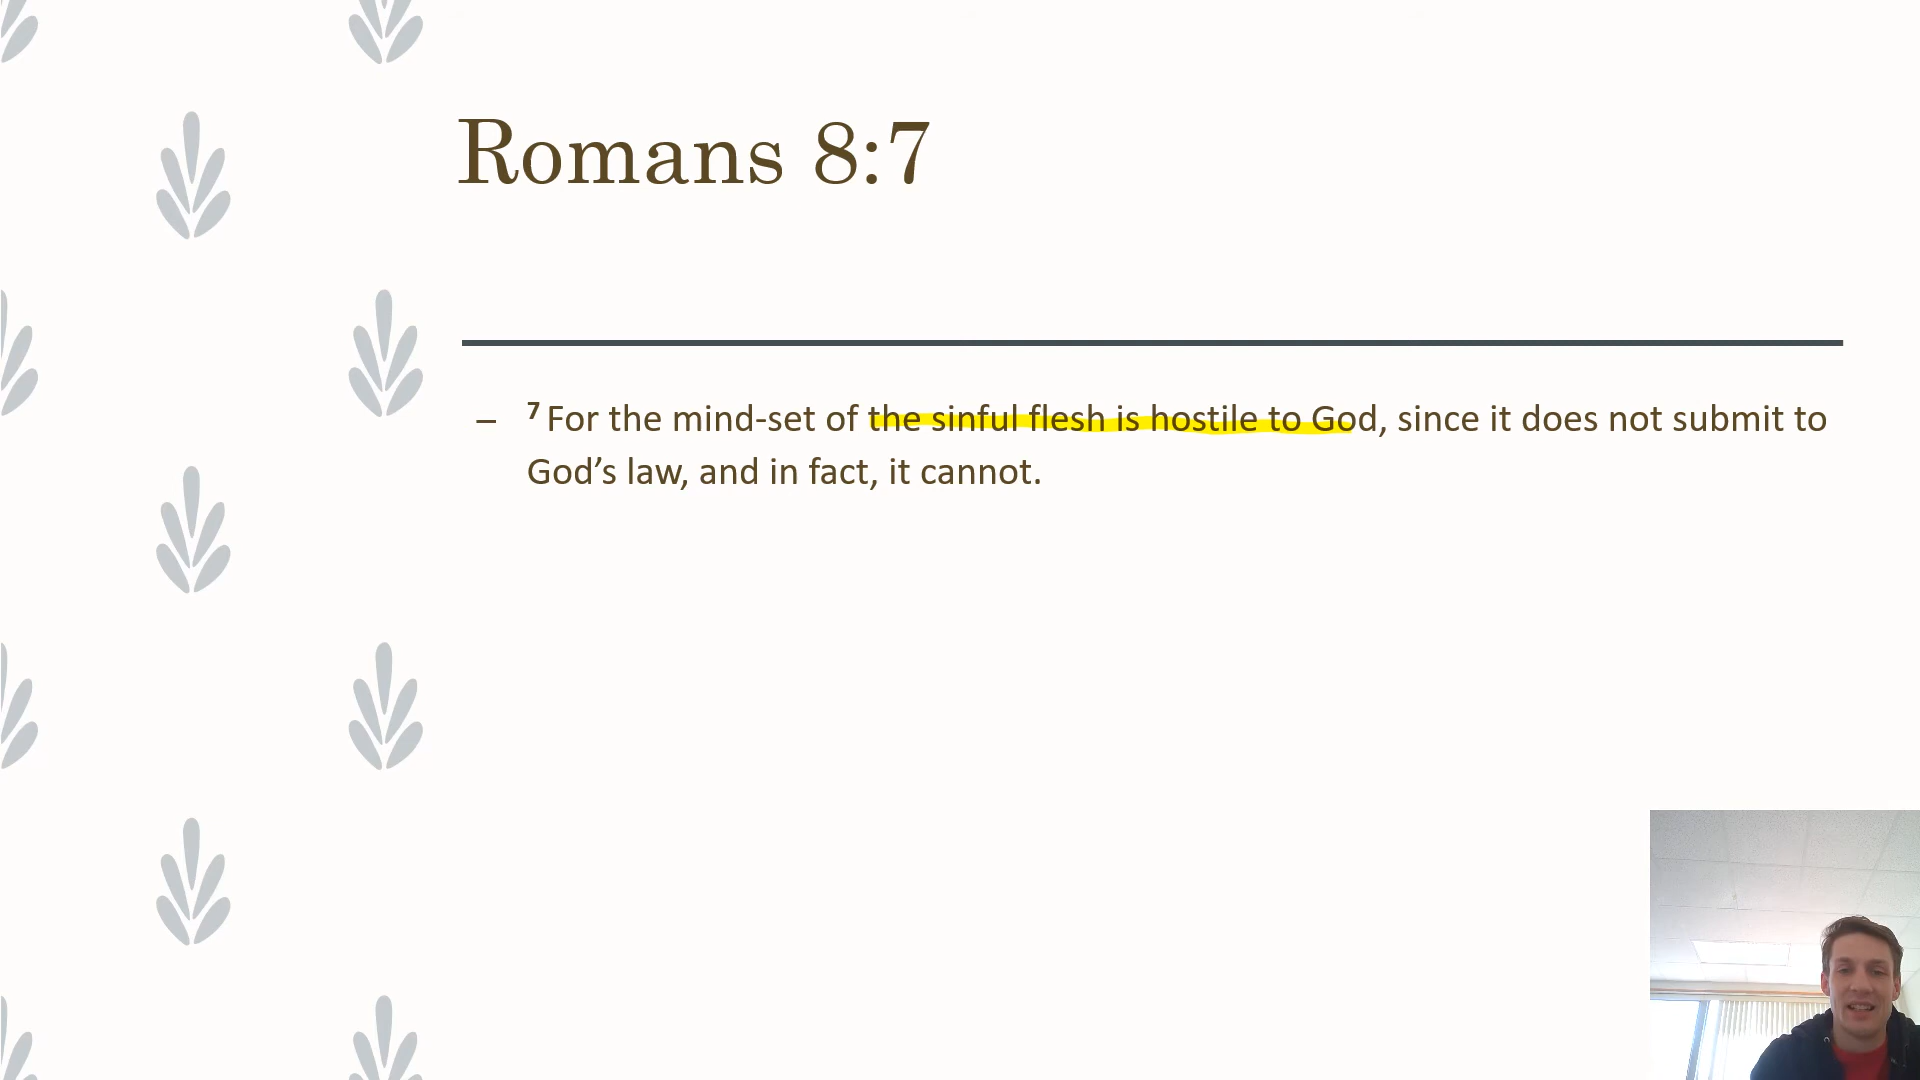 Romans 8:7
– ⁷ For the mind-set of the sinful flesh is hostile to God, since it does not submit to
God’s law, and in fact, it cannot.